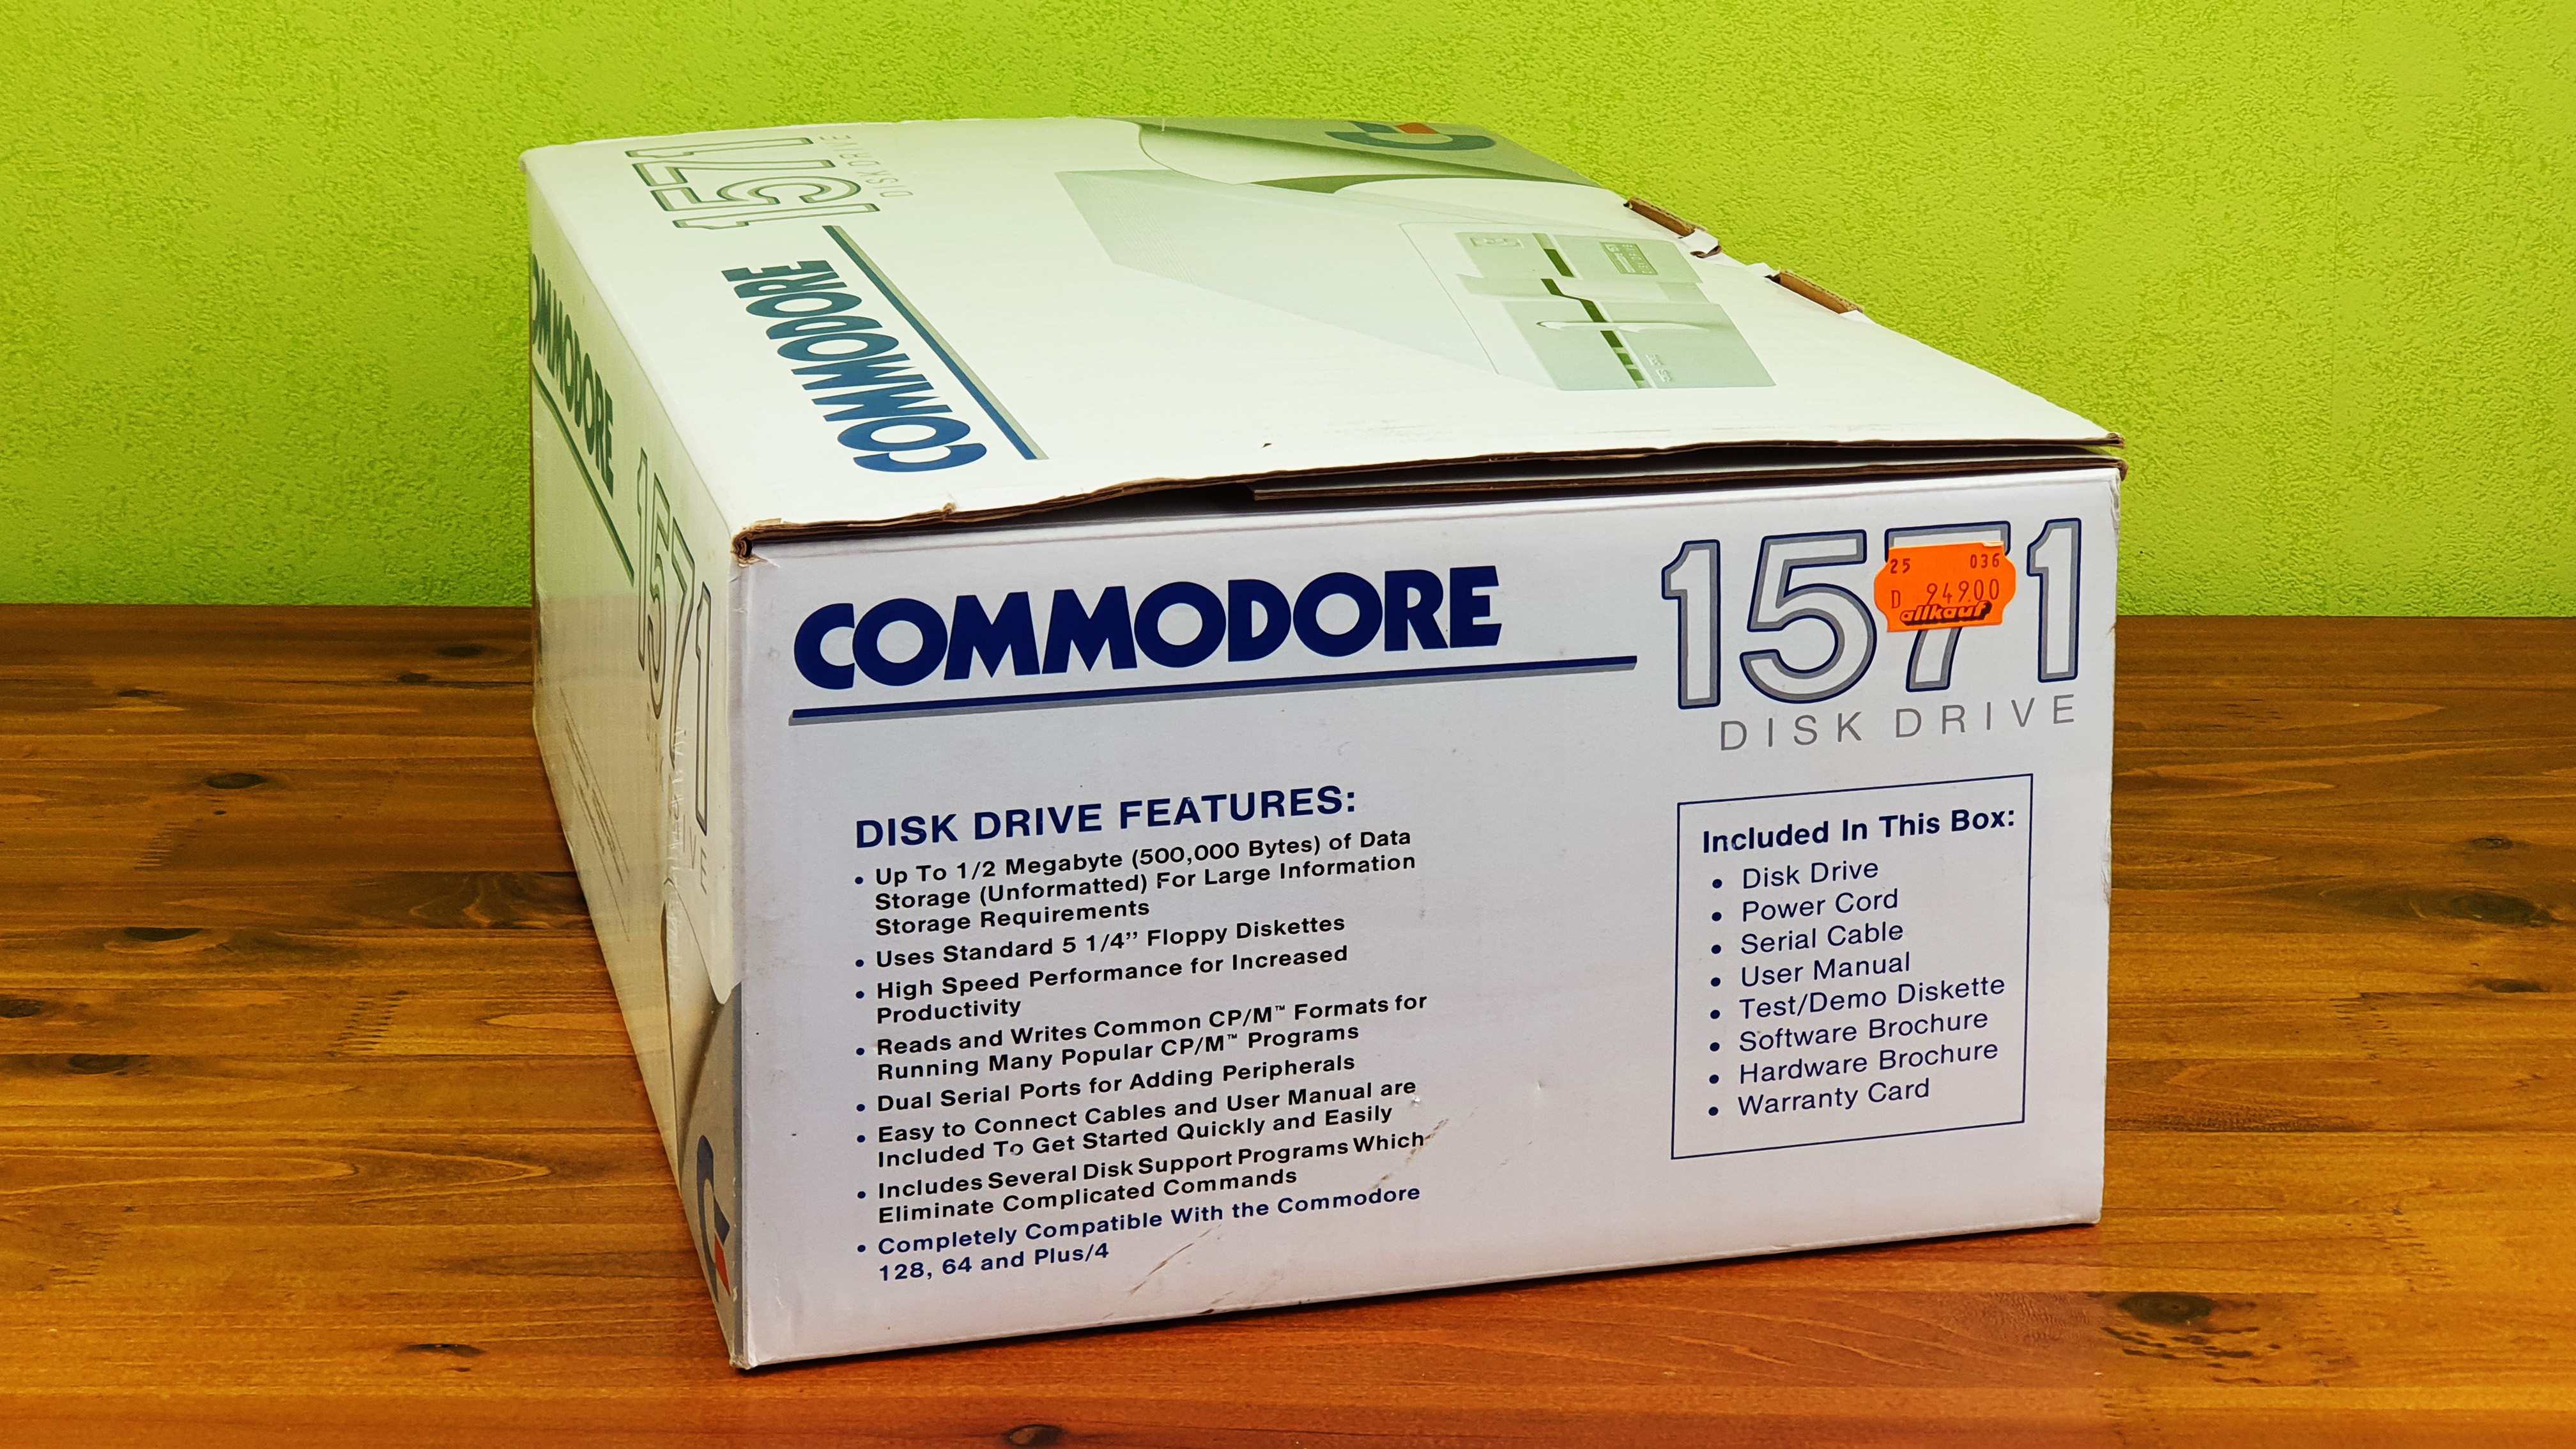 1571
DISK DRIVE
COMMODORE
COMMODORE
1571
COMMODORE
1571
DISK DRIVE
25 036
D 949.00
allkauf
DISK DRIVE FEATURES:
• Up To 1/2 Megabyte (500,000 Bytes) of Data
Storage (Unformatted) For Large Information
Storage Requirements
• Uses Standard 5 1/4” Floppy Diskettes
• High Speed Performance for Increased
Productivity
• Reads and Writes Common CP/M™ Formats for
Running Many Popular CP/M™ Programs
• Dual Serial Ports for Adding Peripherals
• Easy to Connect Cables and User Manual are
Included To Get Started Quickly and Easily
• Includes Several Disk Support Programs Which
Eliminate Complicated Commands
• Completely Compatible With the Commodore
128, 64 and Plus/4
Included In This Box:
• Disk Drive
• Power Cord
• Serial Cable
• User Manual
• Test/Demo Diskette
• Software Brochure
• Hardware Brochure
• Warranty Card